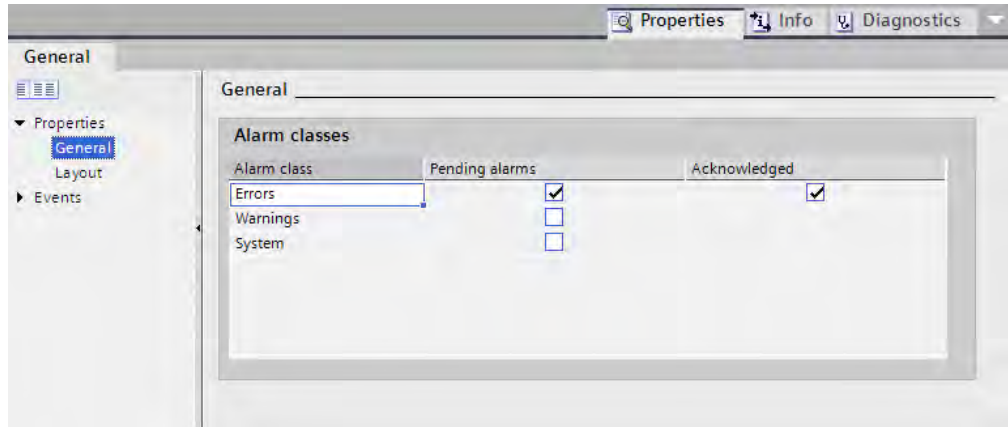 Properties Info Diagnostics
General
General
Properties
General
Layout
Events
Alarm classes
Alarm class Pending alarms Acknowledged
Errors
Warnings
System